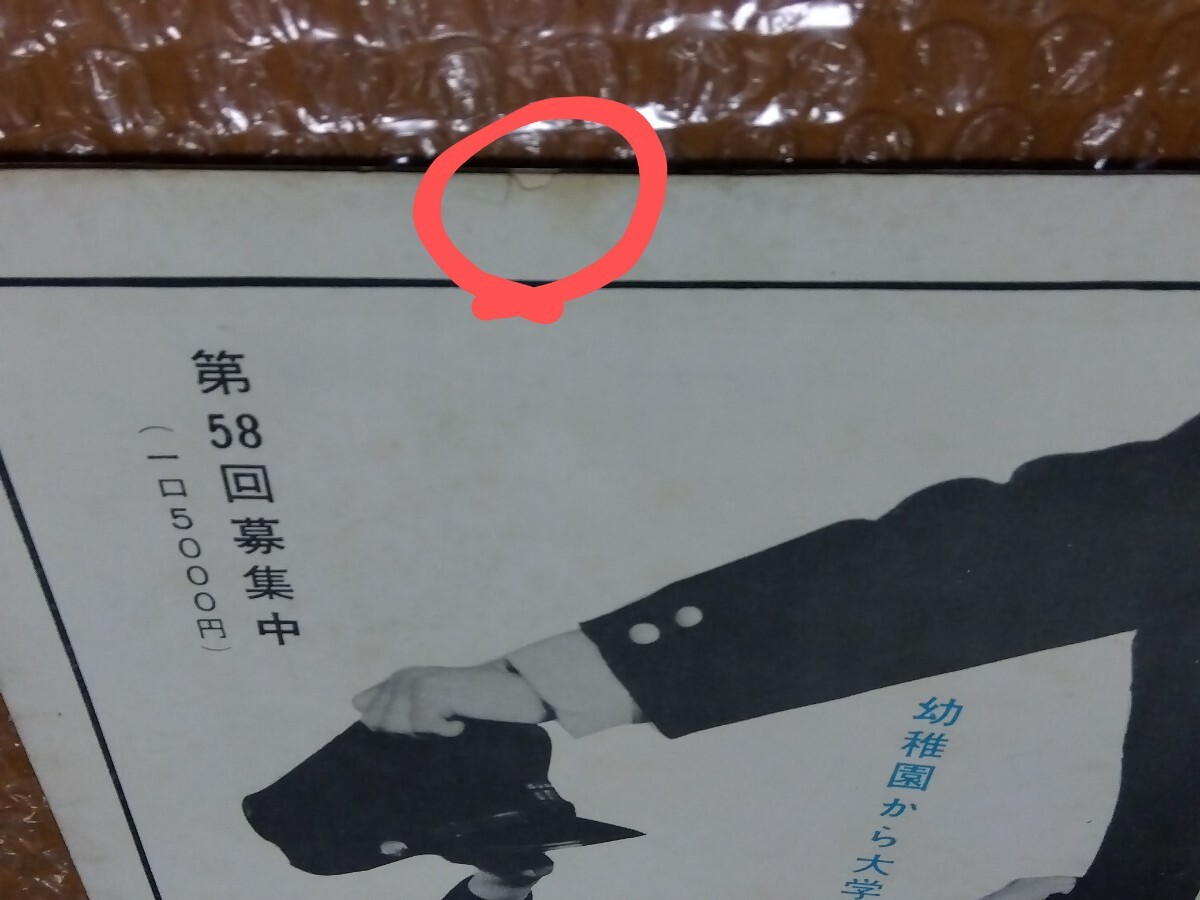 幼稚園から大学
第58回募集中
（一口5000円）